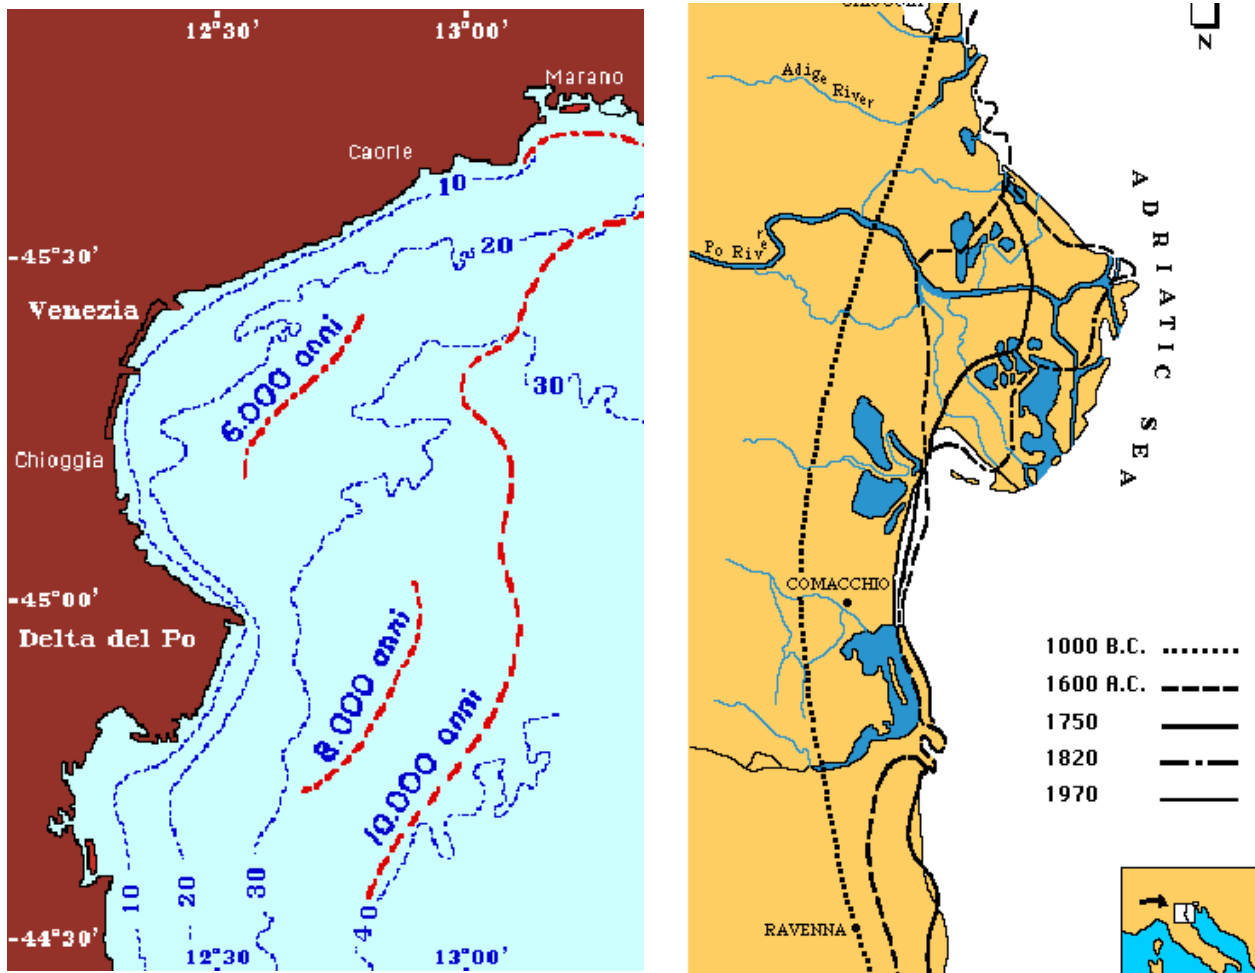 12°30'
13°00'
Marano
Caorle
10
20
-45°30'
Venezia
6.000 anni
30
Chioggia
-45°00'
Delta del Po
8.000 anni
10.000 anni
10
20
30
40
-44°30'
12°30'
13°00'
N
Adige River
ADRIATIC SEA
Po River
COMACCHIO
1000 B.C.
1600 A.C.
1750
1820
1970
RAVENNA